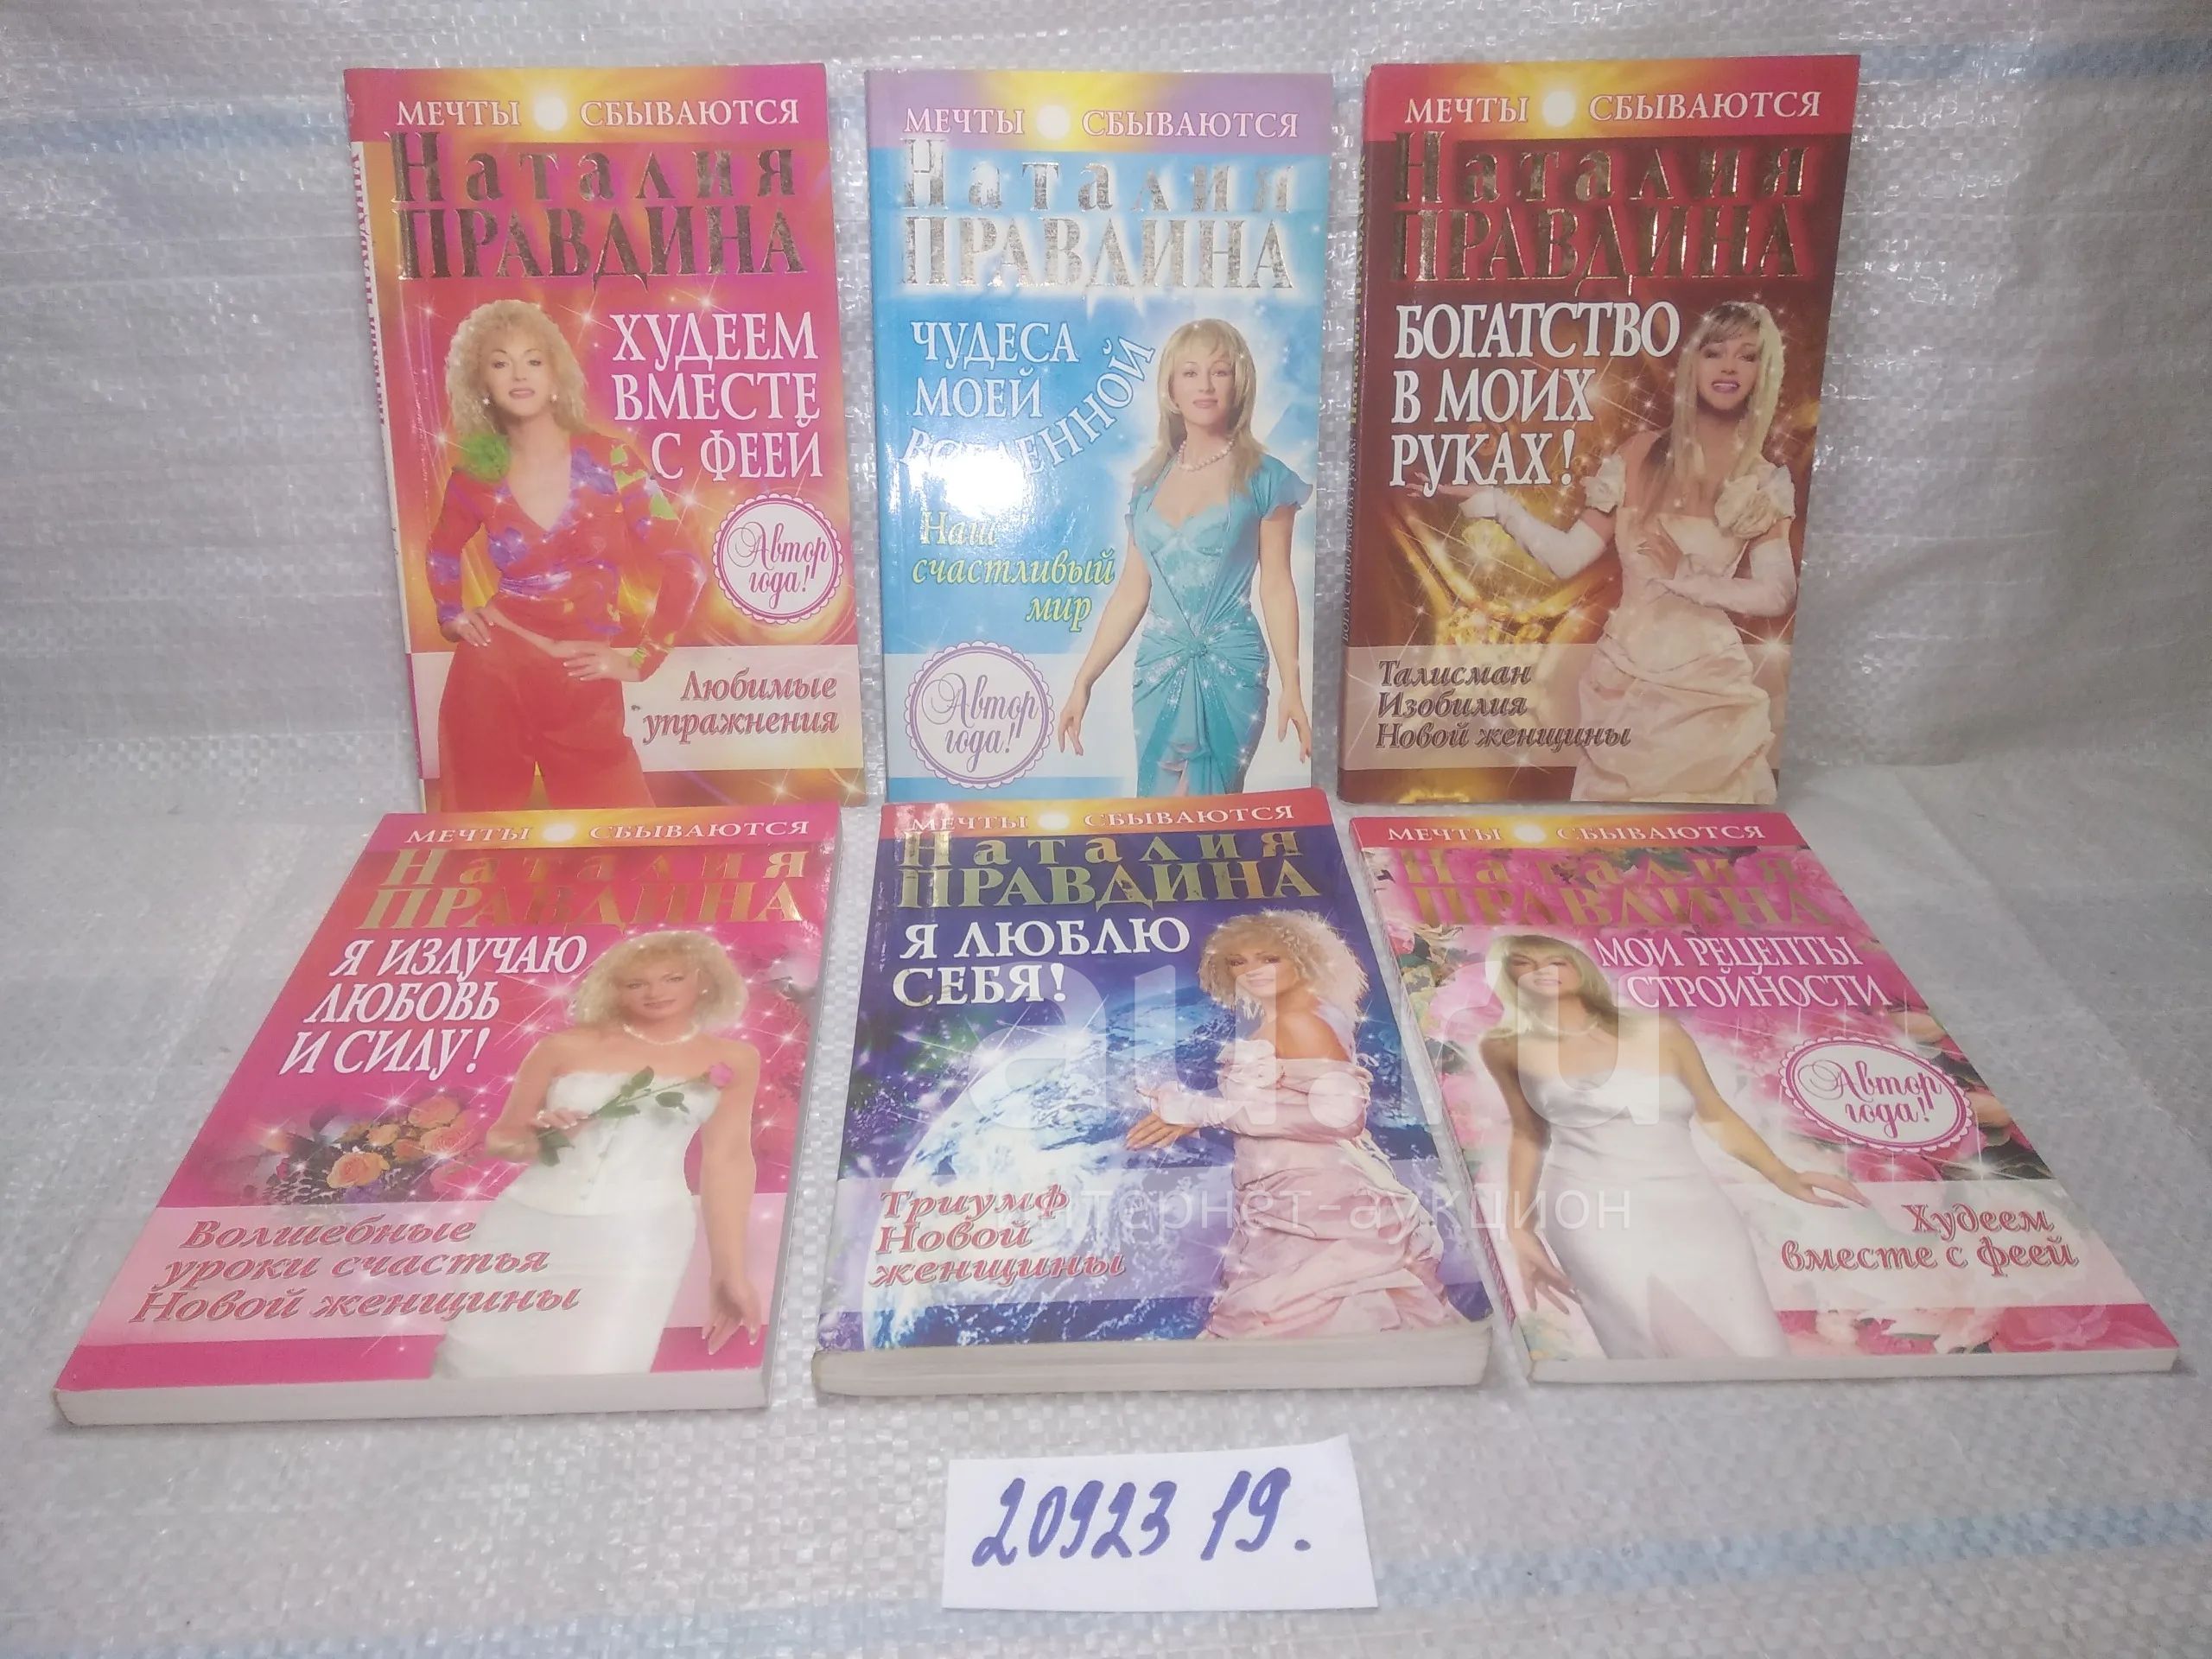 МЕЧТЫ СБЫВАЮТСЯ
Наталия
ПРАВДИНА
ХУДЕЕМ
ВМЕСТЕ
С ФЕЕЙ
Автор
года!
Любимые
упражнения
МЕЧТЫ СБЫВАЮТСЯ
Наталия
ПРАВДИНА
ЧУДЕСА
МОЕЙ
Наш
счастливый
мир
Автор
года!
МЕЧТЫ СБЫВАЮТСЯ
Наталия
ПРАВДИНА
БОГАТСТВО
В МОИХ
РУКАХ!
Талисман
Изобилия
Новой женщины
МЕЧТЫ СБЫВАЮТСЯ
Наталия
ПРАВДИНА
Я ИЗЛУЧАЮ
ЛЮБОВЬ
И СИЛУ!
Волшебные
уроки счастья
Новой женщины
МЕЧТЫ СБЫВАЮТСЯ
Наталия
ПРАВДИНА
Я ЛЮБЛЮ
СЕБЯ!
Триумф
Новой
женщины
МЕЧТЫ СБЫВАЮТСЯ
Наталия
ПРАВДИНА
МОИ РЕЦЕПТЫ
СТРОЙНОСТИ
Автор
года!
Худеем
вместе с феей
au.ru
интернет-аукцион
20923 19.